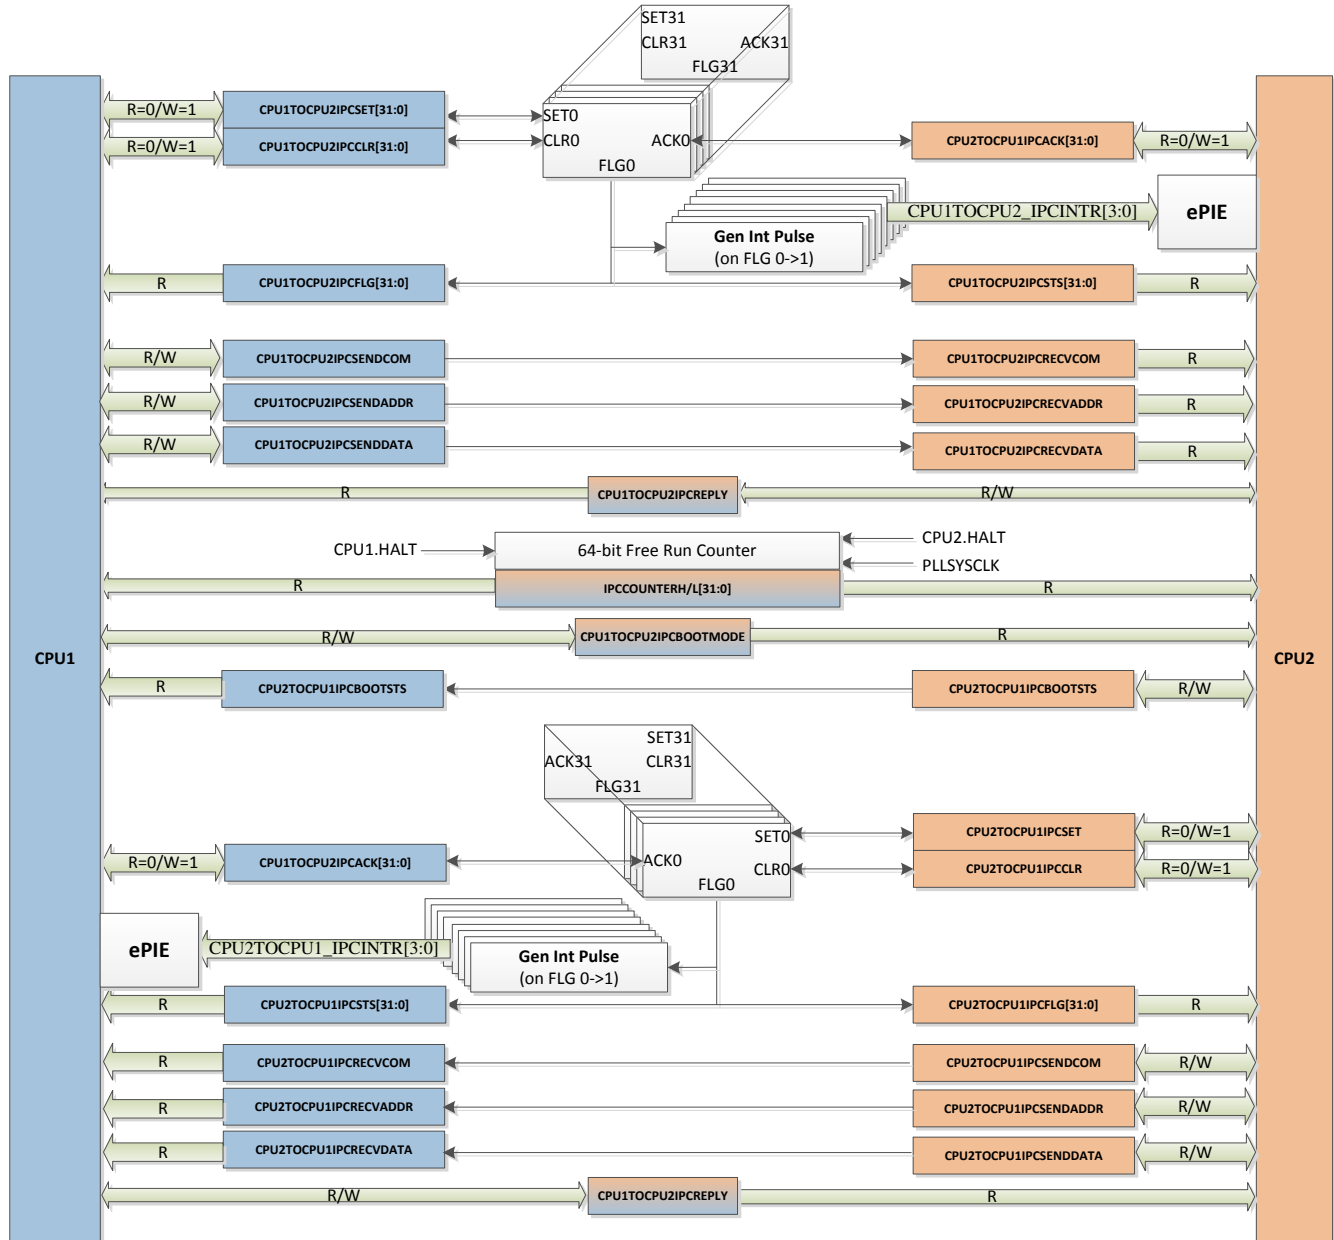 SET31
CLR31 ACK31
FLG31
R=0/W=1 CPU1TOCPU2IPCSET[31:0] SET0
R=0/W=1 CPU1TOCPU2IPCCLR[31:0] CLR0 ACK0 CPU2TOCPU1IPCACK[31:0] R=0/W=1
FLG0
CPU1TOCPU2_IPCINTR[3:0] ePIE
Gen Int Pulse
(on FLG 0->1)
R CPU1TOCPU2IPCFLG[31:0] CPU1TOCPU2IPCSTS[31:0] R
R/W CPU1TOCPU2IPCSENDCOM CPU1TOCPU2IPCRECVCOM R
R/W CPU1TOCPU2IPCSENDADDR CPU1TOCPU2IPCRECVADDR R
R/W CPU1TOCPU2IPCSENDDATA CPU1TOCPU2IPCRECVDATA R
R CPU1TOCPU2IPCREPLY R/W
CPU1.HALT 64-bit Free Run Counter CPU2.HALT
PLLSYSCLK
R IPCCOUNTERH/L[31:0] R
R/W CPU1TOCPU2IPCBOOTMODE R
CPU1 CPU2
R CPU2TOCPU1IPCBOOTSTS CPU2TOCPU1IPCBOOTSTS R/W
SET31
ACK31 CLR31
FLG31
SET0 CPU2TOCPU1IPCSET R=0/W=1
R=0/W=1 CPU1TOCPU2IPCACK[31:0] ACK0 CLR0 CPU2TOCPU1IPCCLR R=0/W=1
FLG0
ePIE CPU2TOCPU1_IPCINTR[3:0] Gen Int Pulse
(on FLG 0->1)
R CPU2TOCPU1IPCSTS[31:0] CPU2TOCPU1IPCFLG[31:0] R
R CPU2TOCPU1IPCRECVCOM CPU2TOCPU1IPCSENDCOM R/W
R CPU2TOCPU1IPCRECVADDR CPU2TOCPU1IPCSENDADDR R/W
R CPU2TOCPU1IPCRECVDATA CPU2TOCPU1IPCSENDDATA R/W
R/W CPU1TOCPU2IPCREPLY R